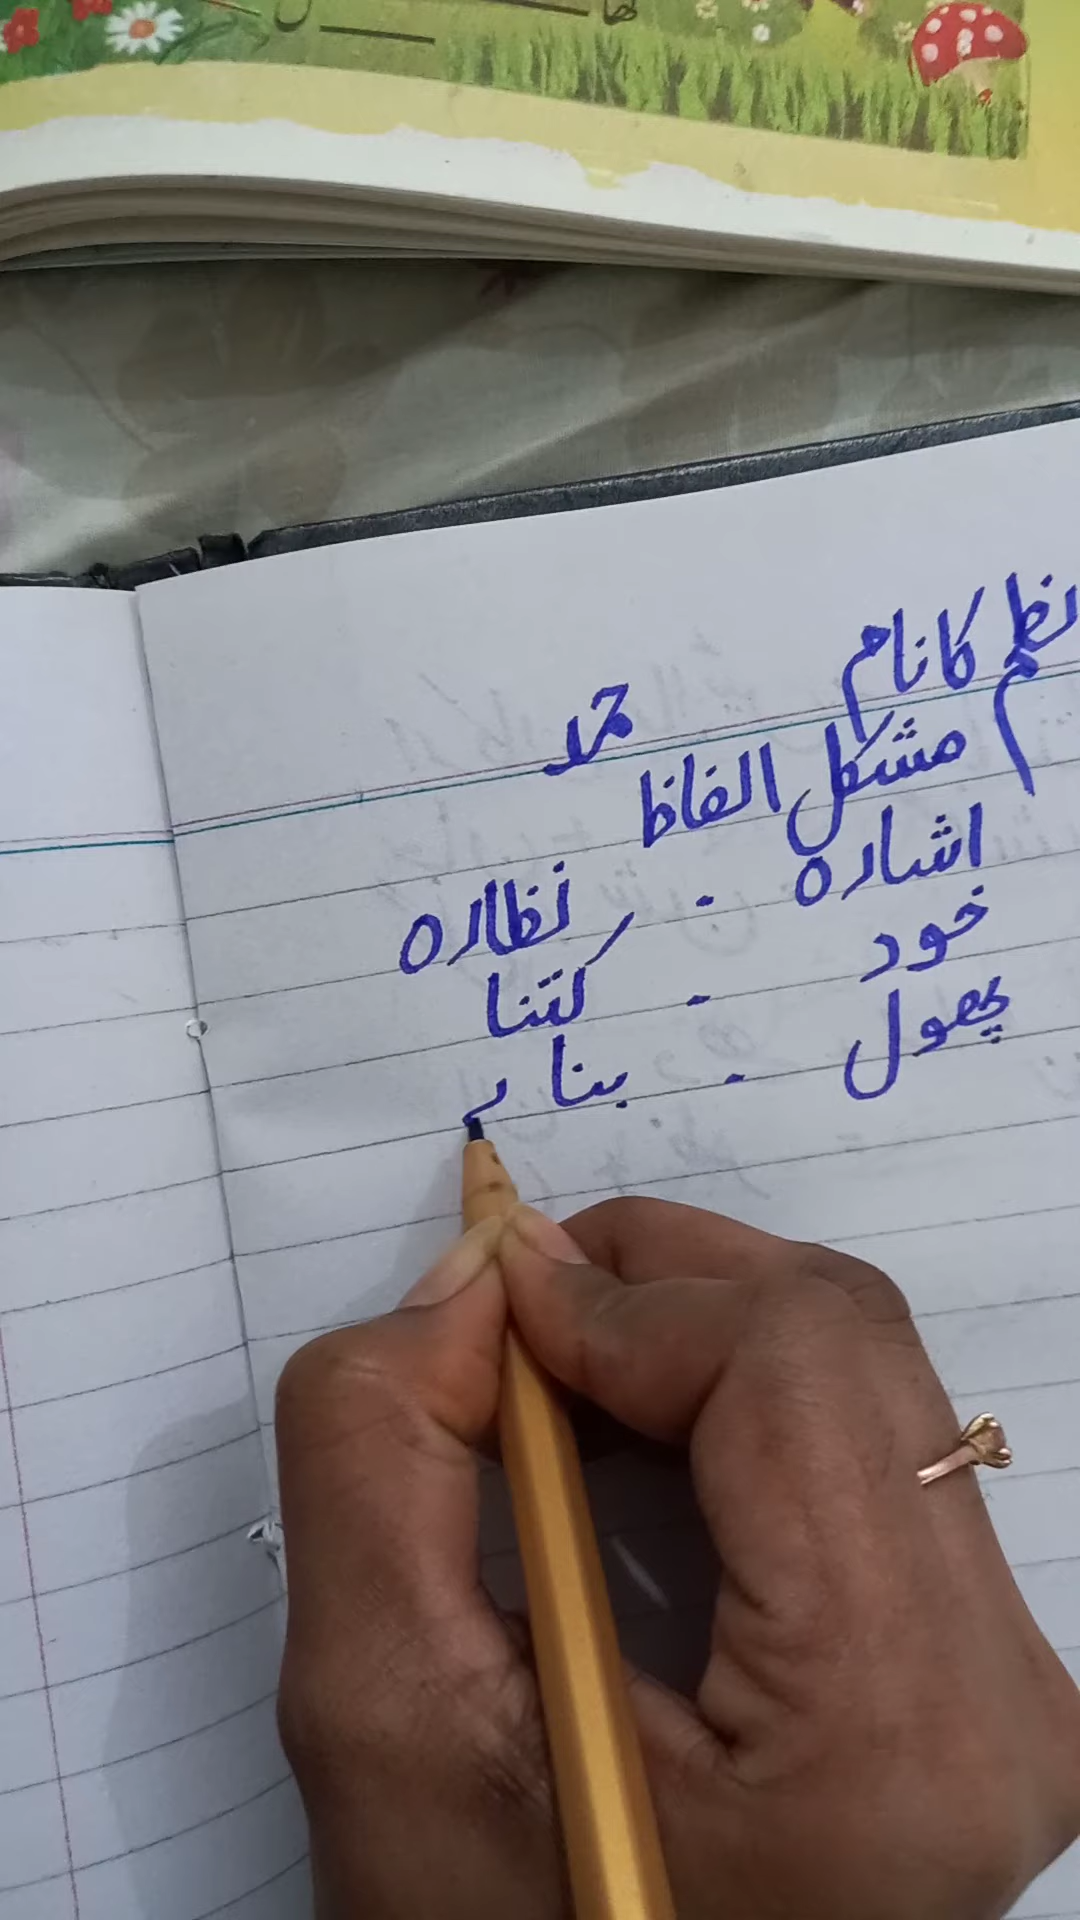 نظم کا نام حمد
مشکل الفاظ
اشارہ - نظارہ
خود - کتنا
پھول - بنا